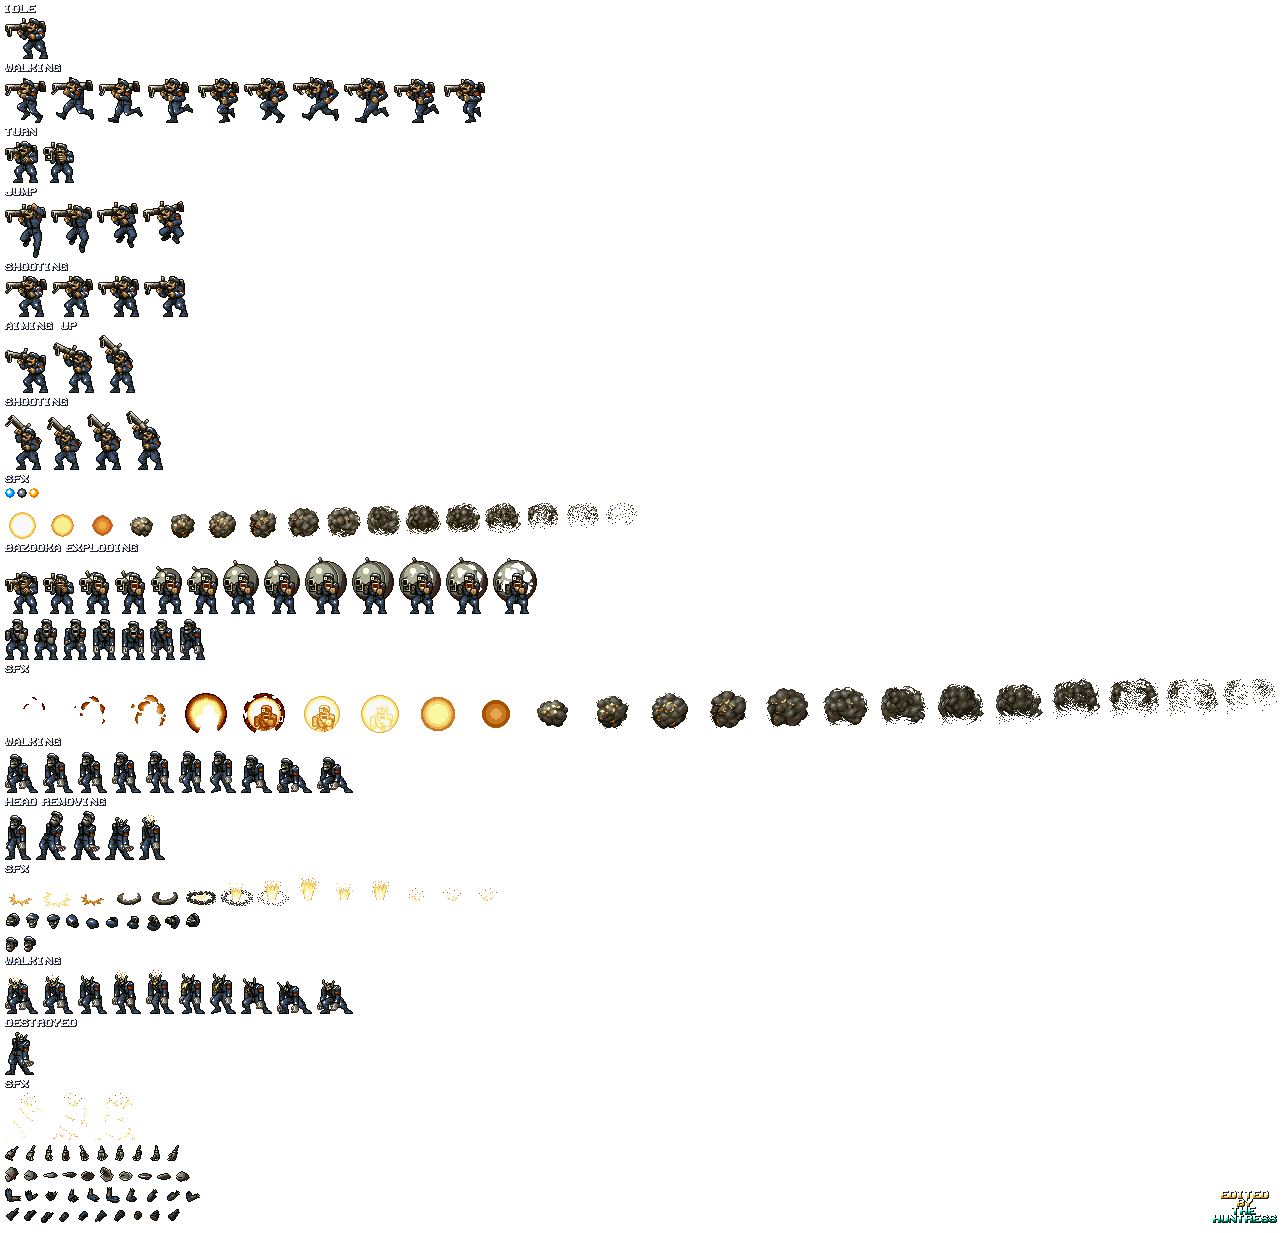 IDLE
WALKING
TURN
JUMP
SHOOTING
AIMING UP
SHOOTING
SFX
BAZOOKA EXPLODING
SFX
WALKING
HEAD REMOVING
SFX
WALKING
DESTROYED
SFX
EDITED
BY
THE
HUNTRESS